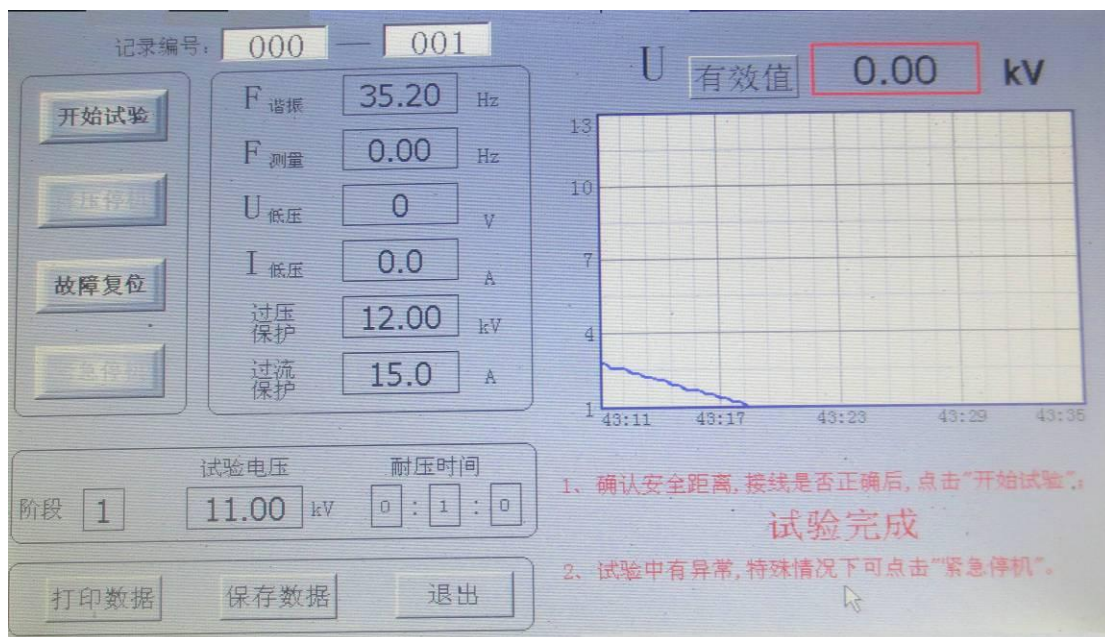 记录编号: 000 — 001
开始试验
故障复位
F谐振 35.20 Hz
F测量 0.00 Hz
U低压 0 V
I低压 0.0 A
过压保护 12.00 kV
过流保护 15.0 A
U 有效值 0.00 kV
13
10
7
4
1
43:11 43:17 43:23 43:29 43:35
试验电压 耐压时间
阶段 1 11.00 kV 0 : 1 : 0
打印数据 保存数据 退出
1、确认安全距离,接线是否正确后,点击"开始试验";
试验完成
2、试验中有异常,特殊情况下可点击"紧急停机"。